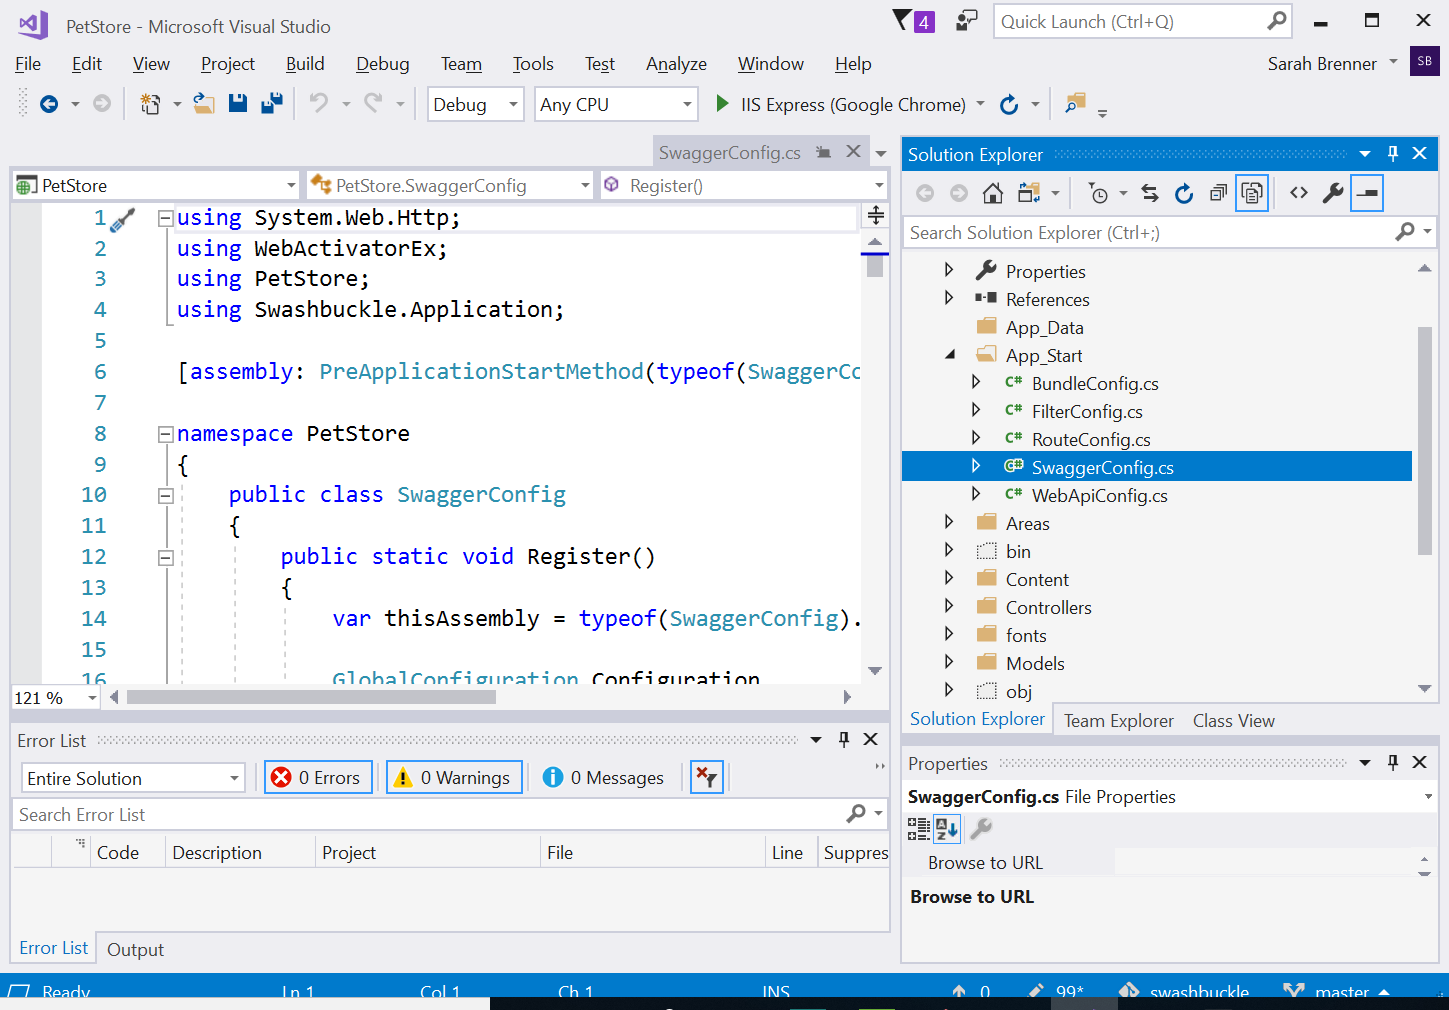 PetStore - Microsoft Visual Studio
4
Quick Launch (Ctrl+Q)
File Edit View Project Build Debug Team Tools Test Analyze Window Help
Sarah Brenner SB
Debug Any CPU IIS Express (Google Chrome)
SwaggerConfig.cs
PetStore PetStore.SwaggerConfig Register()
1 using System.Web.Http;
2 using WebActivatorEx;
3 using PetStore;
4 using Swashbuckle.Application;
5
6 [assembly: PreApplicationStartMethod(typeof(SwaggerCo
7
8 namespace PetStore
9 {
10 public class SwaggerConfig
11 {
12 public static void Register()
13 {
14 var thisAssembly = typeof(SwaggerConfig).
15
16 GlobalConfiguration.Configuration
121 %
Error List
Entire Solution 0 Errors 0 Warnings 0 Messages
Search Error List
Code Description Project File Line Suppres
Error List Output
Solution Explorer
Search Solution Explorer (Ctrl+;)
Properties
References
App_Data
App_Start
C# BundleConfig.cs
C# FilterConfig.cs
C# RouteConfig.cs
C# SwaggerConfig.cs
C# WebApiConfig.cs
Areas
bin
Content
Controllers
fonts
Models
obj
Solution Explorer Team Explorer Class View
Properties
SwaggerConfig.cs File Properties
Browse to URL
Browse to URL
Ready Ln 1 Col 1 Ch 1 INS 0 99* swashbuckle master